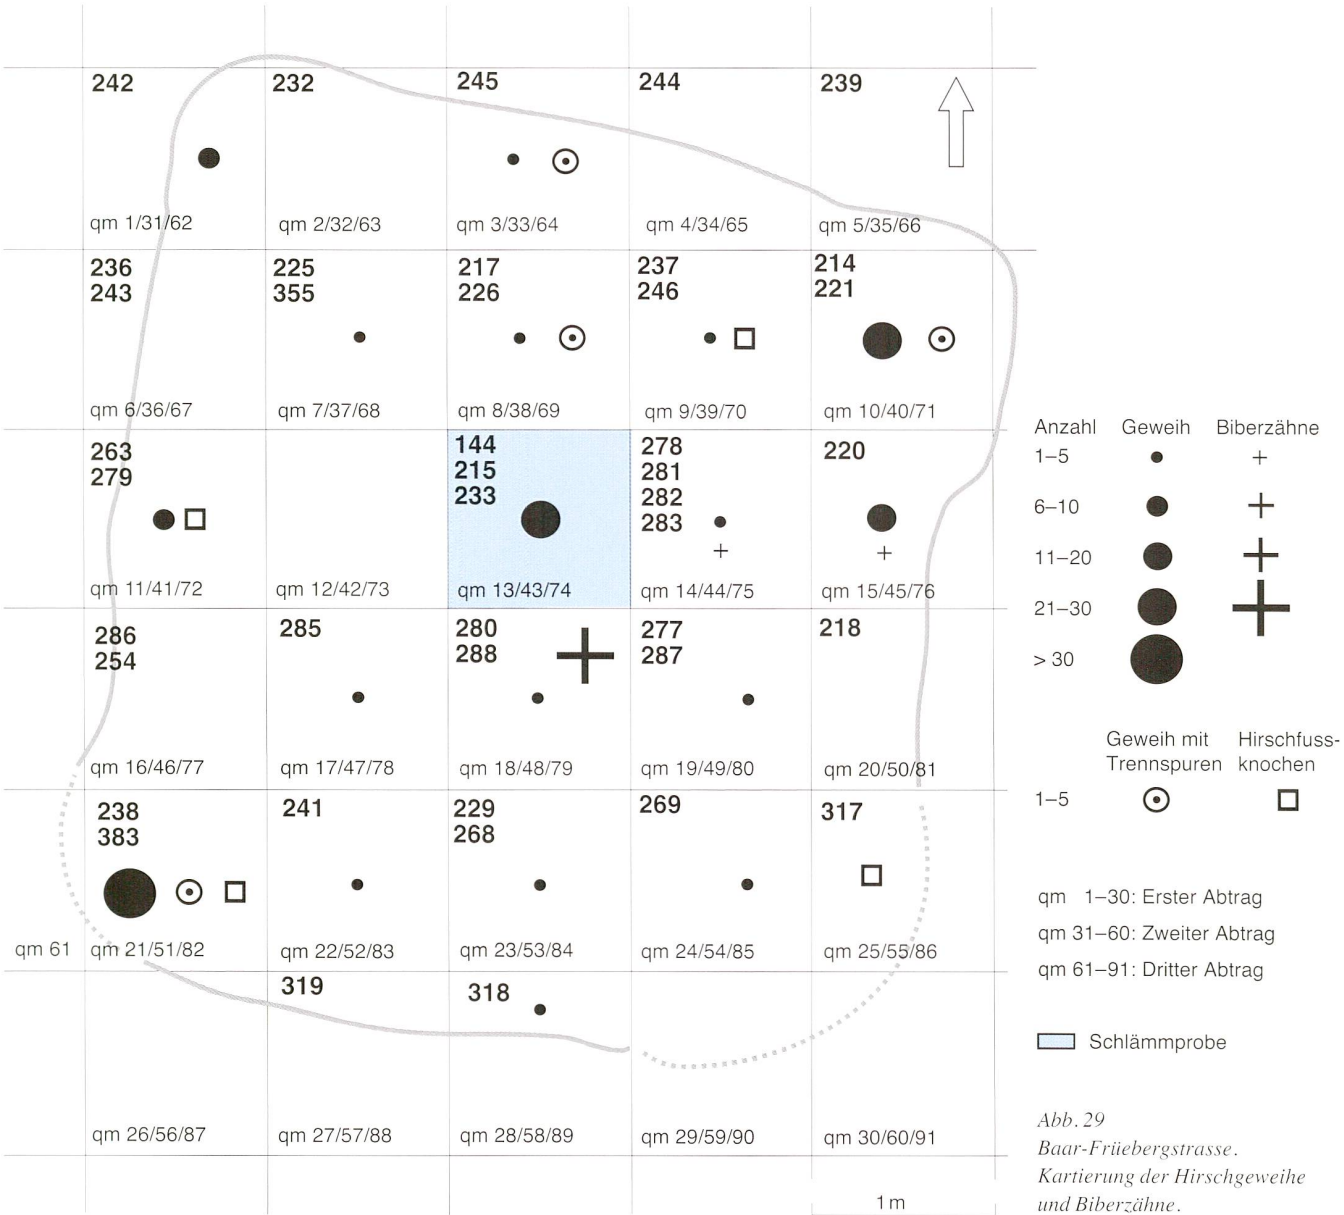 242
232
245
244
239
qm 1/31/62
qm 2/32/63
qm 3/33/64
qm 4/34/65
qm 5/35/66
236
243
225
355
217
226
237
246
214
221
qm 6/36/67
qm 7/37/68
qm 8/38/69
qm 9/39/70
qm 10/40/71
263
279
144
215
233
278
281
282
283
220
qm 11/41/72
qm 12/42/73
qm 13/43/74
qm 14/44/75
qm 15/45/76
286
254
285
280
288
277
287
218
qm 16/46/77
qm 17/47/78
qm 18/48/79
qm 19/49/80
qm 20/50/81
238
383
241
229
268
269
317
qm 61
qm 21/51/82
qm 22/52/83
qm 23/53/84
qm 24/54/85
qm 25/55/86
319
318
qm 26/56/87
qm 27/57/88
qm 28/58/89
qm 29/59/90
qm 30/60/91
1 m
Anzahl Geweih Biberzähne
1–5
6–10
11–20
21–30
> 30
Geweih mit Hirschfuss-
Trennspuren knochen
1–5
qm 1–30: Erster Abtrag
qm 31–60: Zweiter Abtrag
qm 61–91: Dritter Abtrag
Schlämmprobe
Abb. 29
Baar-Früebergstrasse.
Kartierung der Hirschgeweihe
und Biberzähne.